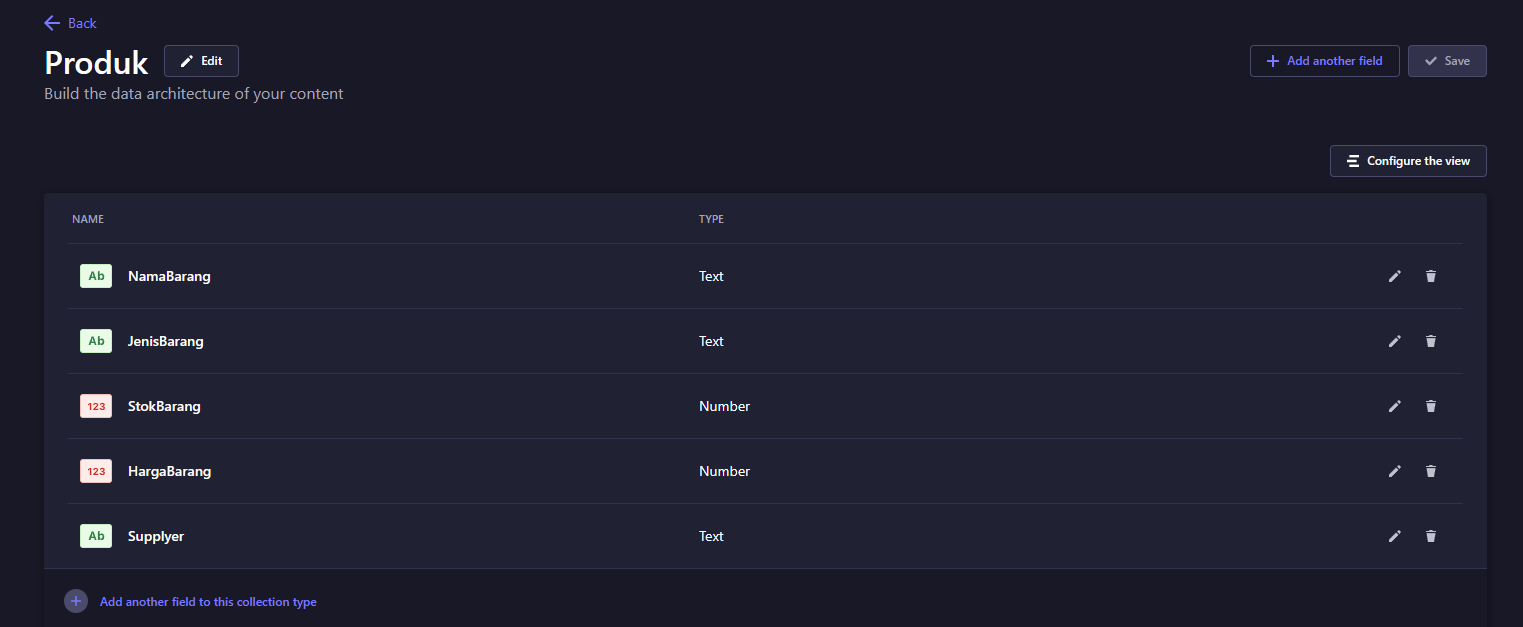 Back
Produk
Edit
Add another field
Save
Build the data architecture of your content
Configure the view
NAME TYPE
Ab NamaBarang Text
Ab JenisBarang Text
123 StokBarang Number
123 HargaBarang Number
Ab Supplyer Text
Add another field to this collection type